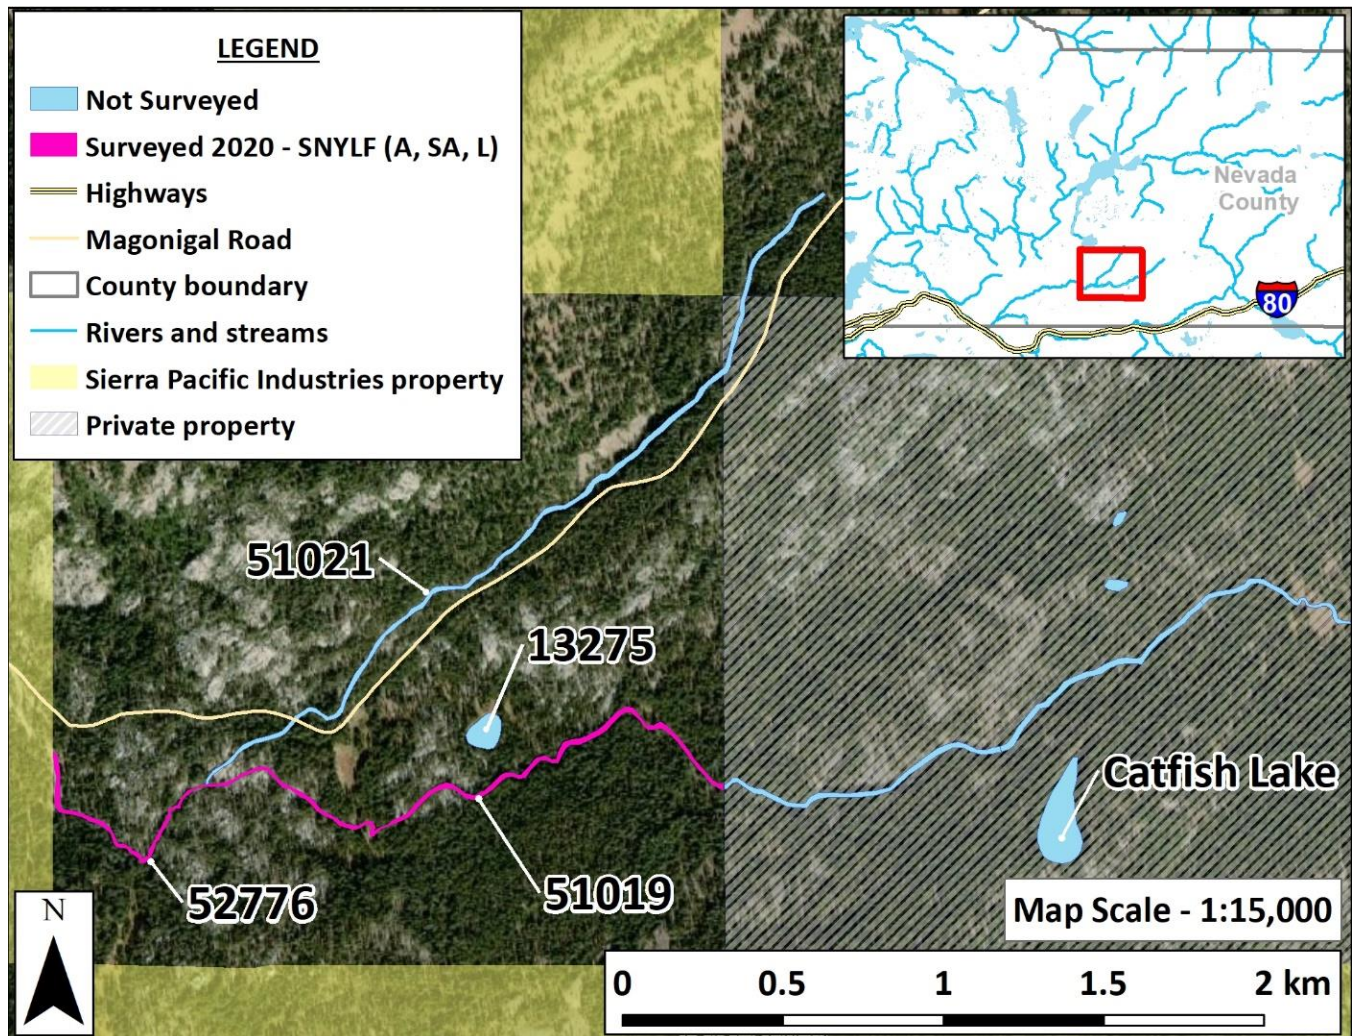 LEGEND
Not Surveyed
Surveyed 2020 - SNYLF (A, SA, L)
Highways
Magonigal Road
County boundary
Rivers and streams
Sierra Pacific Industries property
Private property
Nevada
County
80
51021
13275
Catfish Lake
52776
51019
N
Map Scale - 1:15,000
0 0.5 1 1.5 2 km